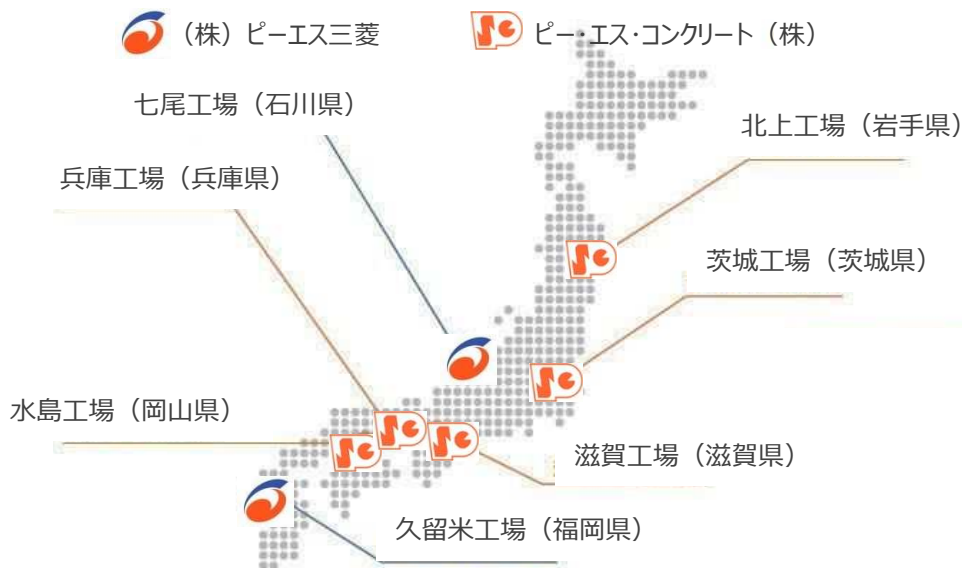 (株)ピーエス三菱
ピー・エス・コンクリート(株)
七尾工場(石川県)
北上工場(岩手県)
兵庫工場(兵庫県)
茨城工場(茨城県)
水島工場(岡山県)
滋賀工場(滋賀県)
久留米工場(福岡県)